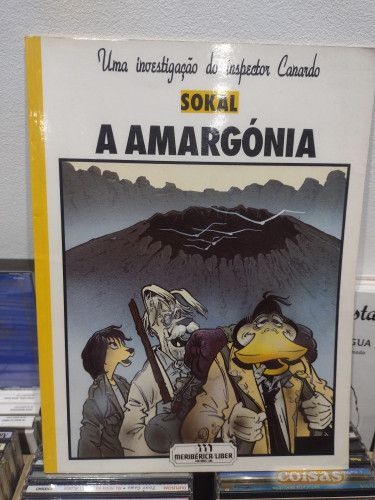 Uma investigação do Inspector Canardo
SOKAL
A AMARGÓNIA
MERIBÉRICA/LIBER
coisas